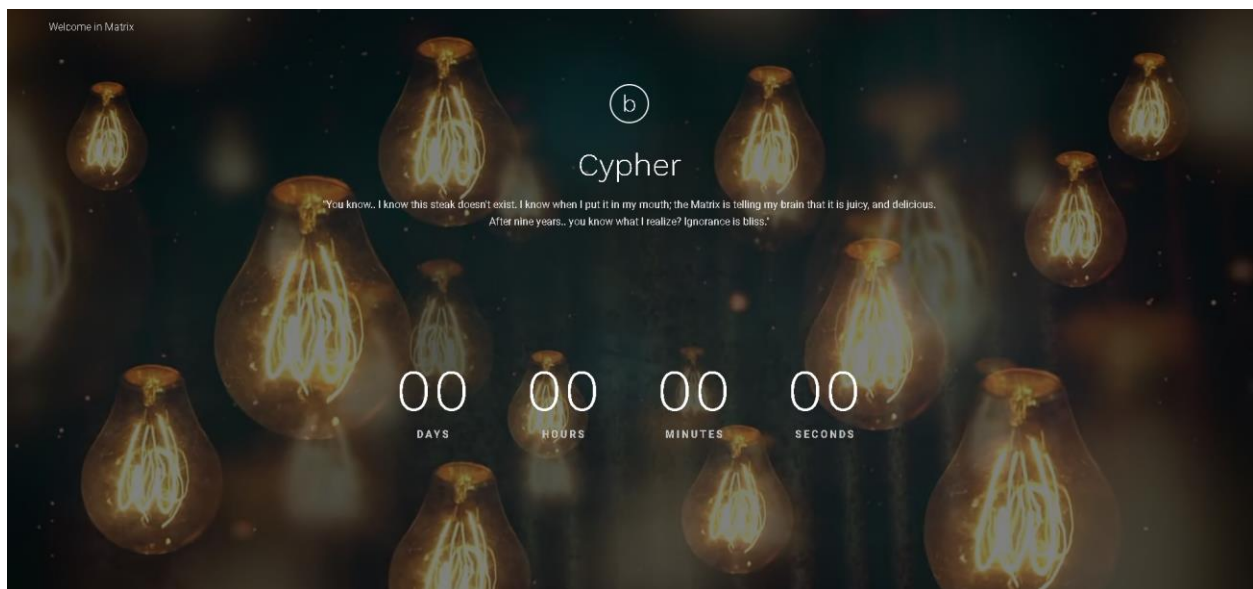 Welcome in Matrix
b
Cypher
"You know.. I know this steak doesn't exist. I know when I put it in my mouth; the Matrix is telling my brain that it is juicy, and delicious.
After nine years.. you know what I realize? Ignorance is bliss."
00 00 00 00
DAYS HOURS MINUTES SECONDS